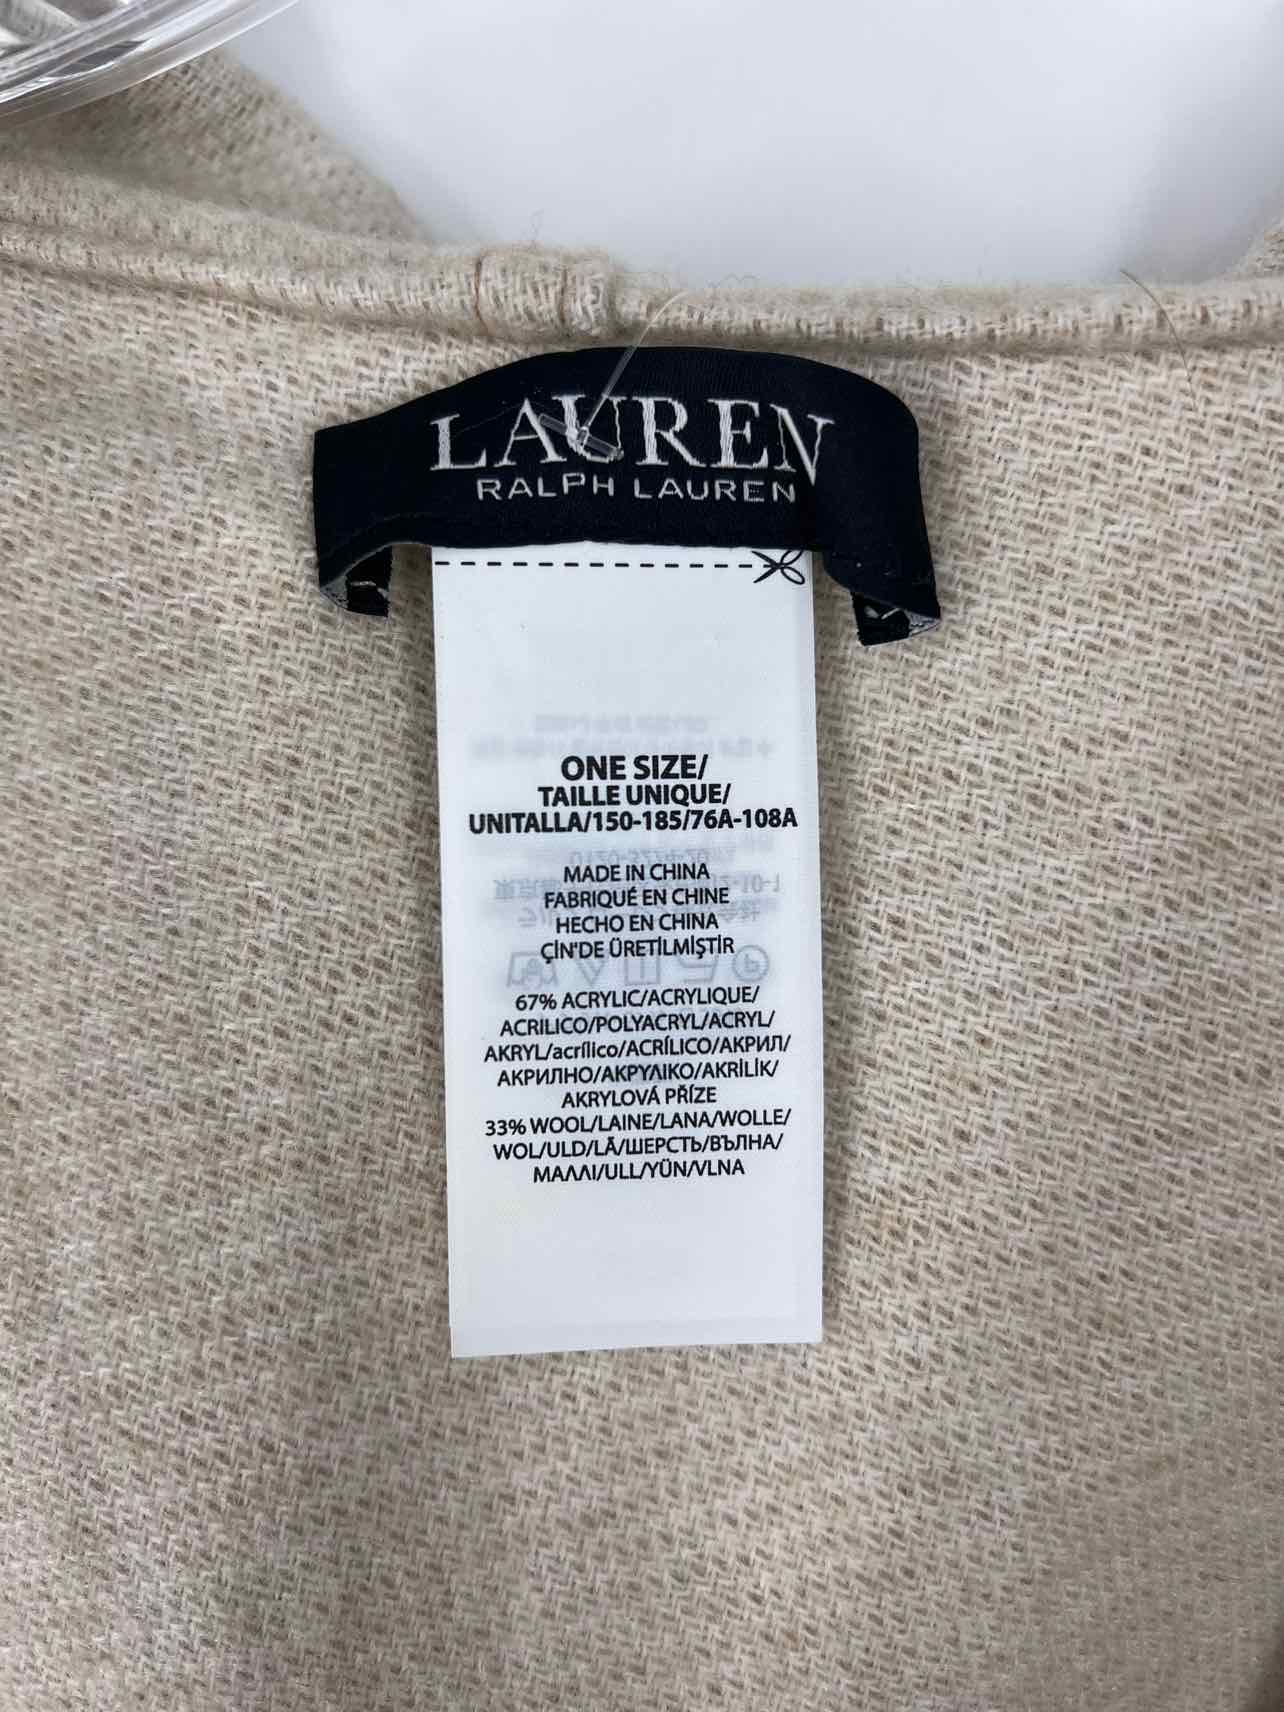 LAUREN
RALPH LAUREN
ONE SIZE/
TAILLE UNIQUE/
UNITALLA/150-185/76A-108A
MADE IN CHINA
FABRIQUÉ EN CHINE
HECHO EN CHINA
ÇİN'DE ÜRETİLMİŞTİR
67% ACRYLIC/ACRYLIQUE/
ACRILICO/POLYACRYL/ACRYL/
AKRYL/acrílico/ACRÍLICO/АКРИЛ/
АКРИЛНО/ΑΚΡΥΛΙΚΟ/AKRİLİK/
AKRYLOVÁ PŘÍZE
33% WOOL/LAINE/LANA/WOLLE/
WOL/ULD/LÃ/ШЕРСТЬ/ВЪЛНА/
ΜΑΛΛΙ/ULL/YÜN/VLNA